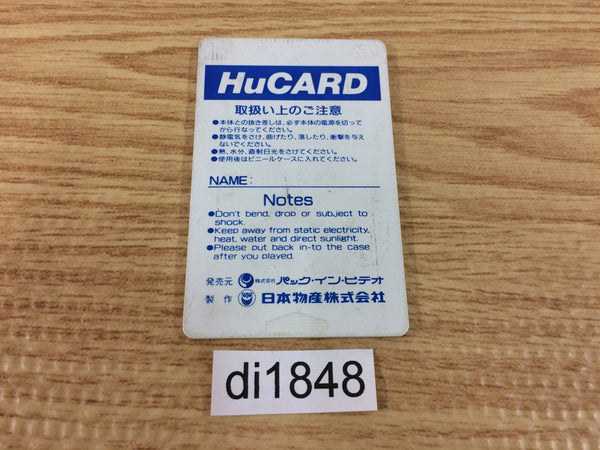 HuCARD
取扱い上のご注意
●本体との抜き差しは、必ず本体の電源を切って
から行なってください。
●静電気をさけ、曲げたり、落したり、衝撃を与え
ないでください。
●熱、水分、直射日光をさけてください。
●使用後はビニールケースに入れてください。
NAME:
Notes
●Don't bend, drop or subject to
shock.
●Keep away from static electricity,
heat, water and direct sunlight.
●Please put back in-to the case
after you played.
発売元 株式会社 パック・イン・ビデオ
製作 日本物産株式会社
di1848